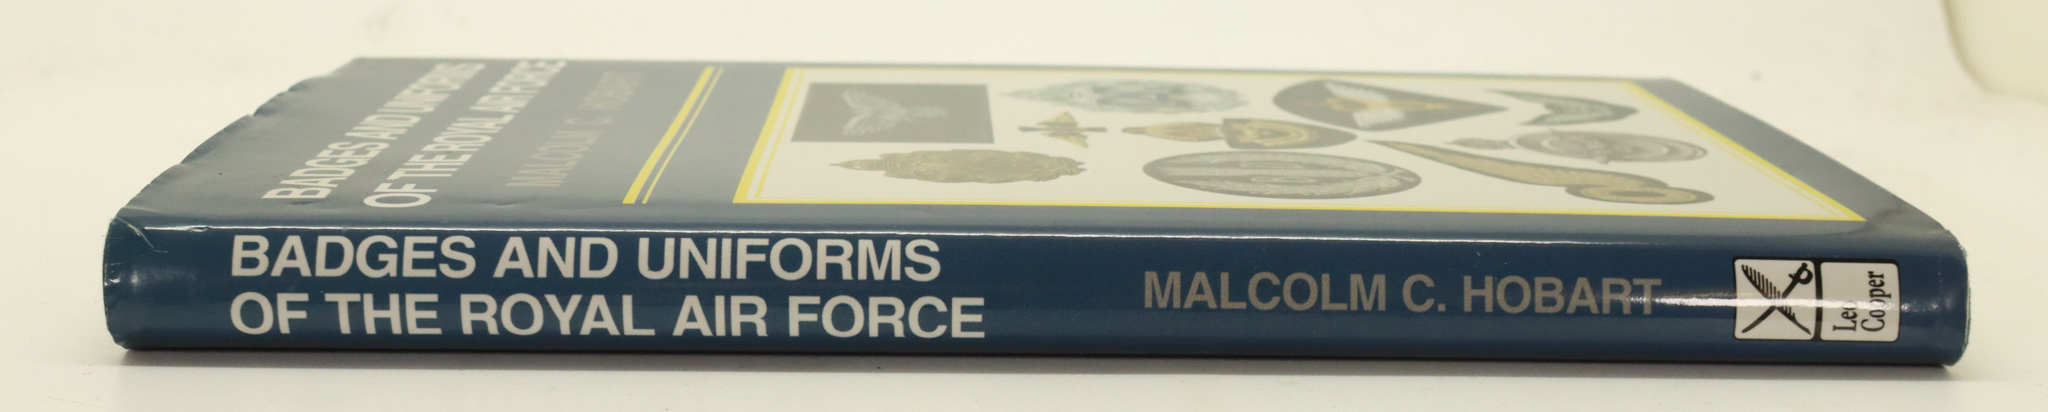 BADGES AND UNIFORMS
OF THE ROYAL AIR FORCE
MALCOLM C. HOBART
BADGES AND UNIFORMS
OF THE ROYAL AIR FORCE
MALCOLM C. HOBART
Leo
Cooper